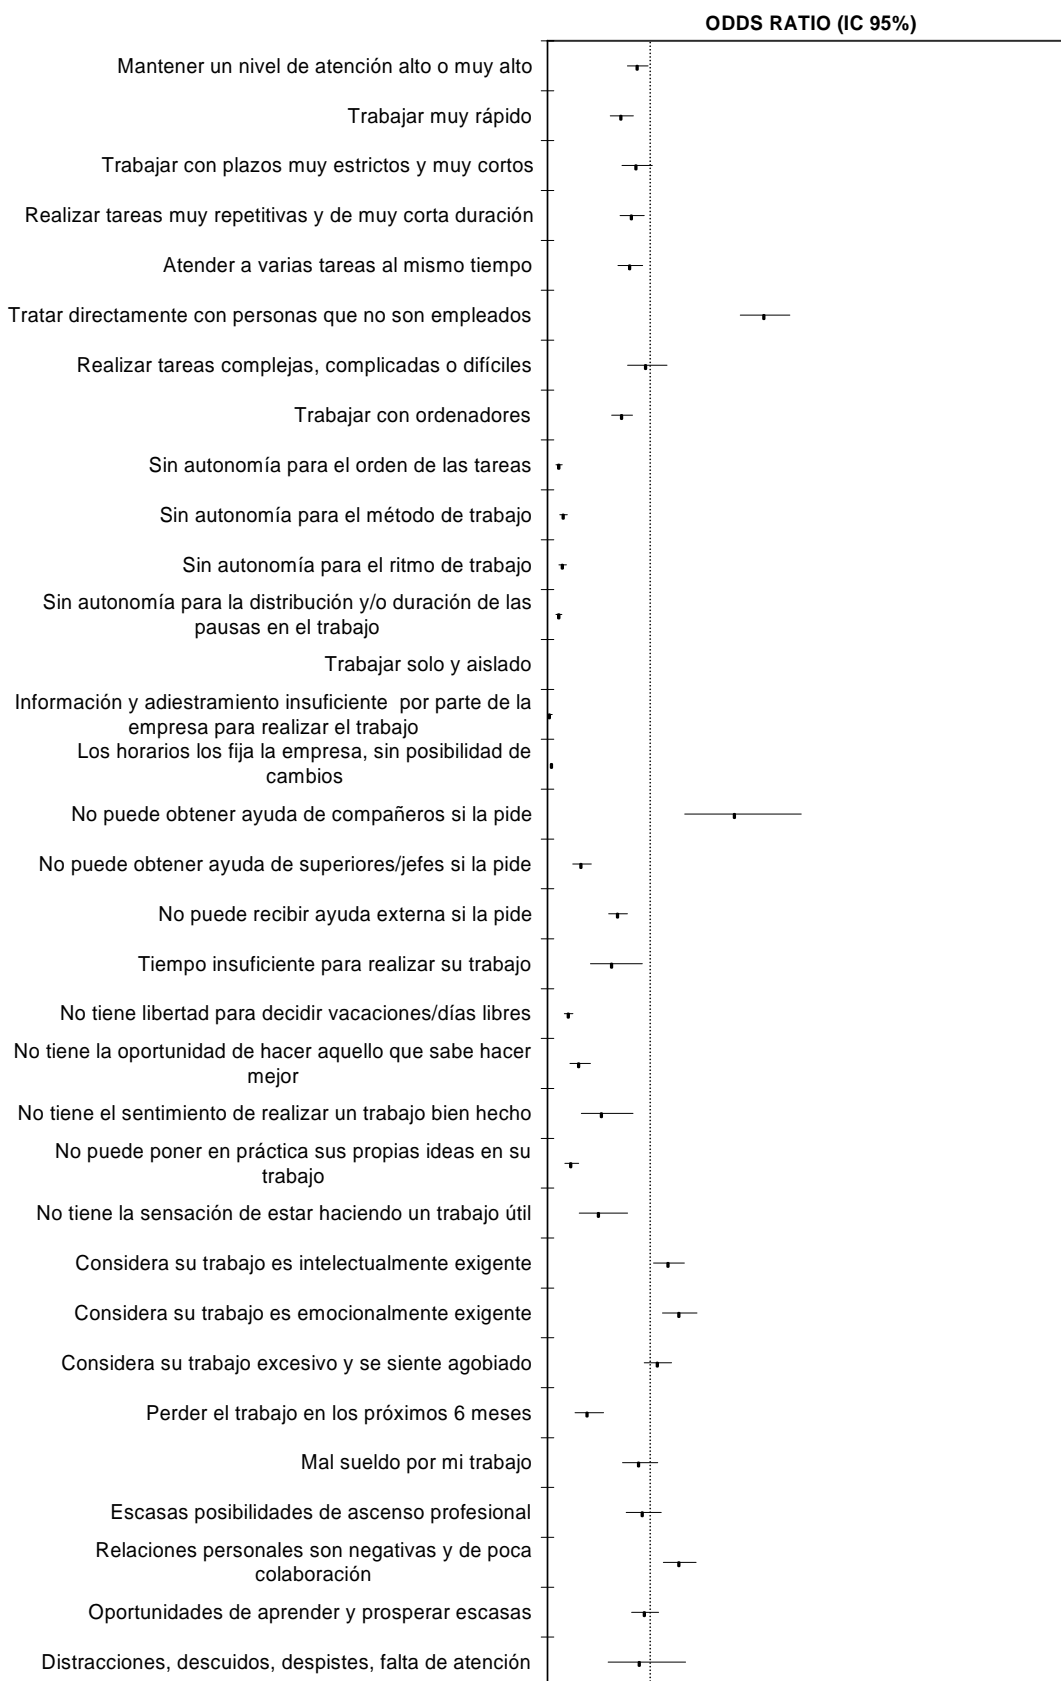 ODDS RATIO (IC 95%)
Mantener un nivel de atención alto o muy alto
Trabajar muy rápido
Trabajar con plazos muy estrictos y muy cortos
Realizar tareas muy repetitivas y de muy corta duración
Atender a varias tareas al mismo tiempo
Tratar directamente con personas que no son empleados
Realizar tareas complejas, complicadas o difíciles
Trabajar con ordenadores
Sin autonomía para el orden de las tareas
Sin autonomía para el método de trabajo
Sin autonomía para el ritmo de trabajo
Sin autonomía para la distribución y/o duración de las
pausas en el trabajo
Trabajar solo y aislado
Información y adiestramiento insuficiente  por parte de la
empresa para realizar el trabajo
Los horarios los fija la empresa, sin posibilidad de
cambios
No puede obtener ayuda de compañeros si la pide
No puede obtener ayuda de superiores/jefes si la pide
No puede recibir ayuda externa si la pide
Tiempo insuficiente para realizar su trabajo
No tiene libertad para decidir vacaciones/días libres
No tiene la oportunidad de hacer aquello que sabe hacer
mejor
No tiene el sentimiento de realizar un trabajo bien hecho
No puede poner en práctica sus propias ideas en su
trabajo
No tiene la sensación de estar haciendo un trabajo útil
Considera su trabajo es intelectualmente exigente
Considera su trabajo es emocionalmente exigente
Considera su trabajo excesivo y se siente agobiado
Perder el trabajo en los próximos 6 meses
Mal sueldo por mi trabajo
Escasas posibilidades de ascenso profesional
Relaciones personales son negativas y de poca
colaboración
Oportunidades de aprender y prosperar escasas
Distracciones, descuidos, despistes, falta de atención